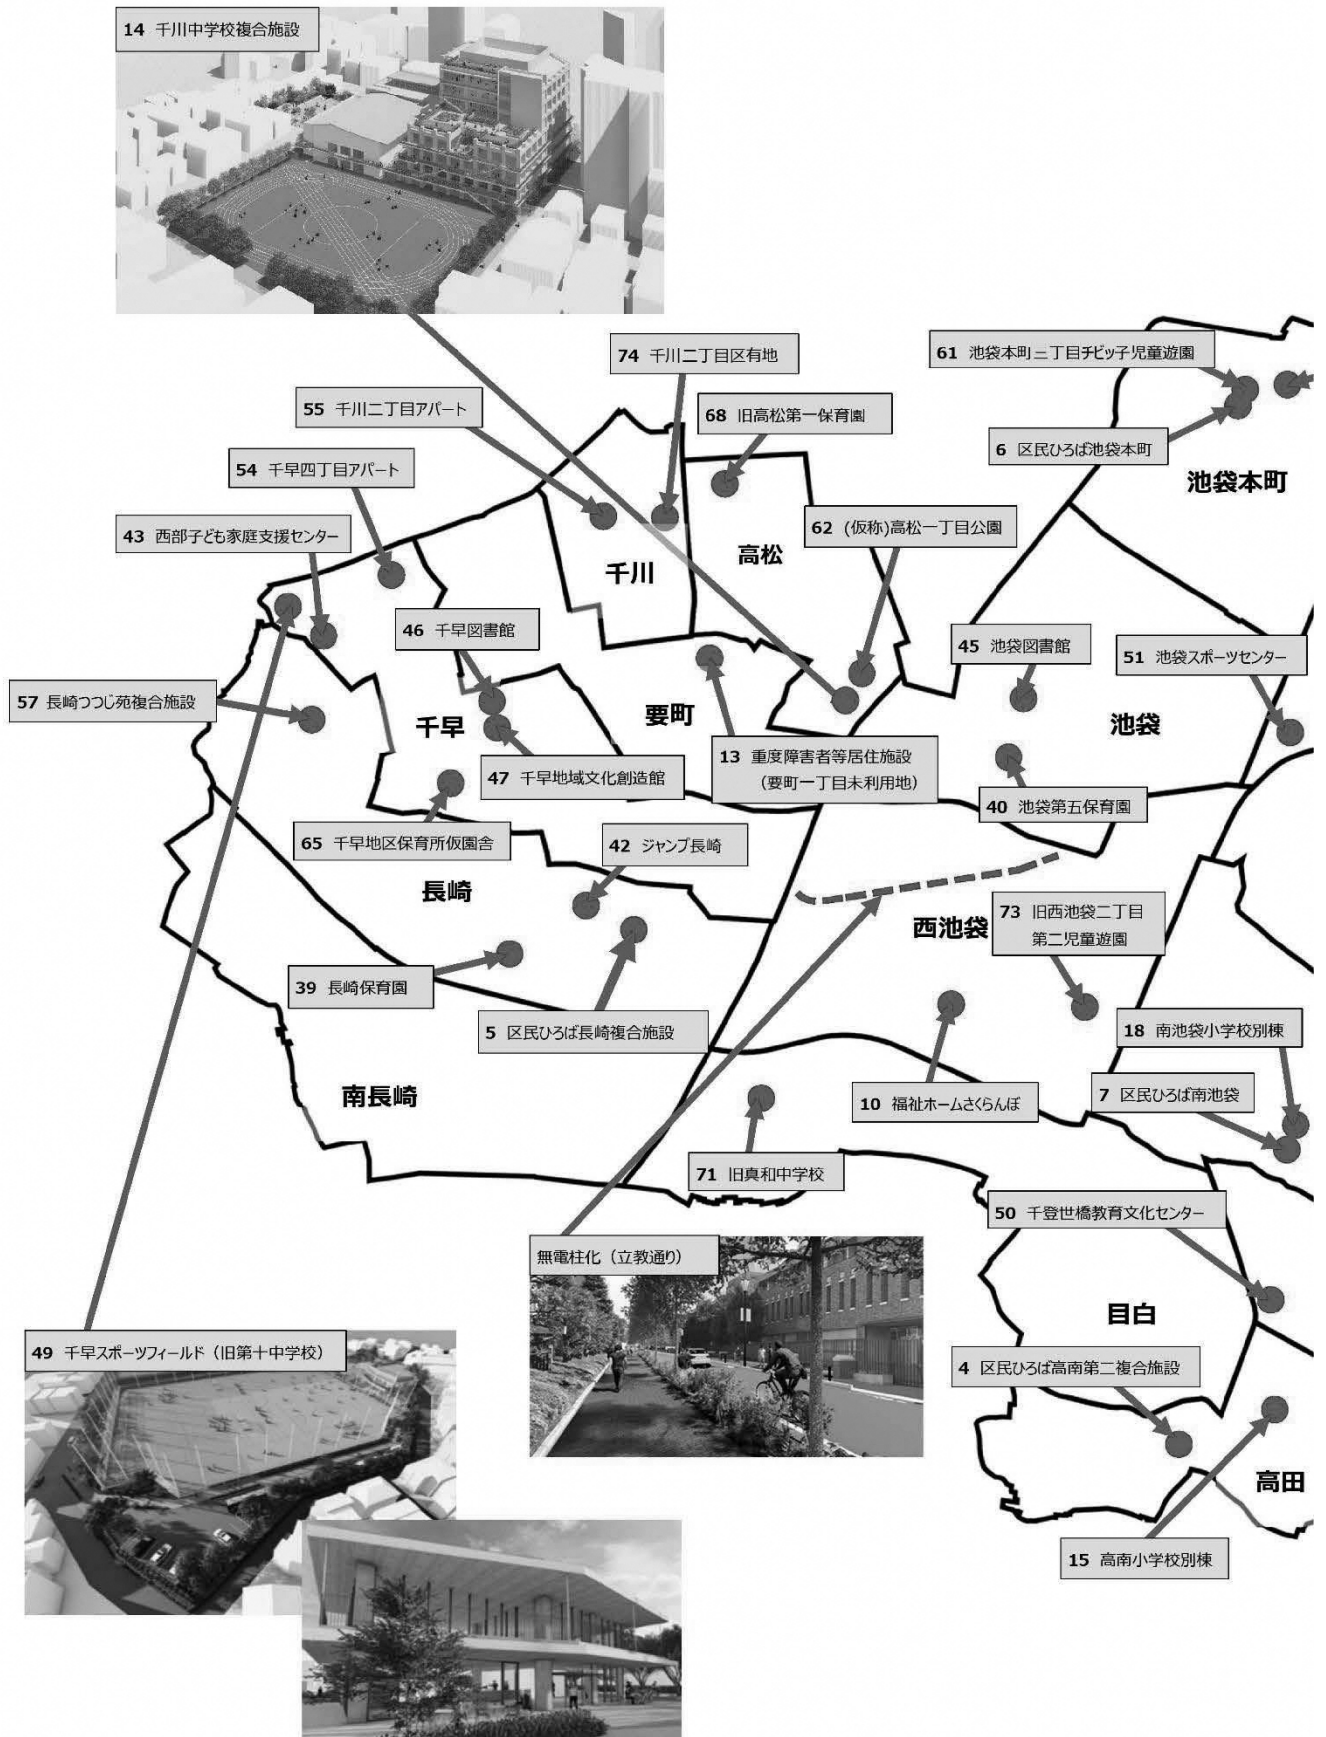 14 千川中学校複合施設
74 千川二丁目区有地
61 池袋本町三丁目チビッ子児童遊園
55 千川二丁目アパート
68 旧高松第一保育園
6 区民ひろば池袋本町
54 千早四丁目アパート
池袋本町
43 西部子ども家庭支援センター
62 (仮称)高松一丁目公園
高松
千川
46 千早図書館
45 池袋図書館
51 池袋スポーツセンター
57 長崎つつじ苑複合施設
千早
要町
池袋
13 重度障害者等居住施設
(要町一丁目未利用地)
47 千早地域文化創造館
40 池袋第五保育園
65 千早地区保育所仮園舎
42 ジャンプ長崎
長崎
西池袋
73 旧西池袋二丁目
第二児童遊園
39 長崎保育園
5 区民ひろば長崎複合施設
18 南池袋小学校別棟
南長崎
10 福祉ホームさくらんぼ
7 区民ひろば南池袋
71 旧真和中学校
50 千登世橋教育文化センター
無電柱化(立教通り)
目白
49 千早スポーツフィールド(旧第十中学校)
4 区民ひろば高南第二複合施設
高田
15 高南小学校別棟